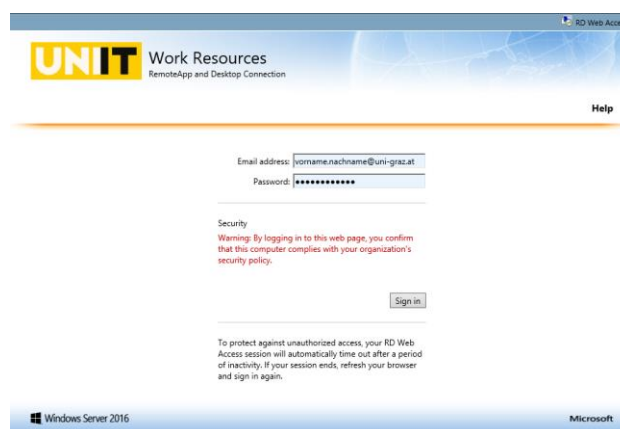 RD Web Acce
UNIT
Work Resources
RemoteApp and Desktop Connection
Help
Email address: vorname.nachname@uni-graz.at
Password: ••••••••••••
Security
Warning: By logging in to this web page, you confirm
that this computer complies with your organization's
security policy.
Sign in
To protect against unauthorized access, your RD Web
Access session will automatically time out after a period
of inactivity. If your session ends, refresh your browser
and sign in again.
Windows Server 2016
Microsoft